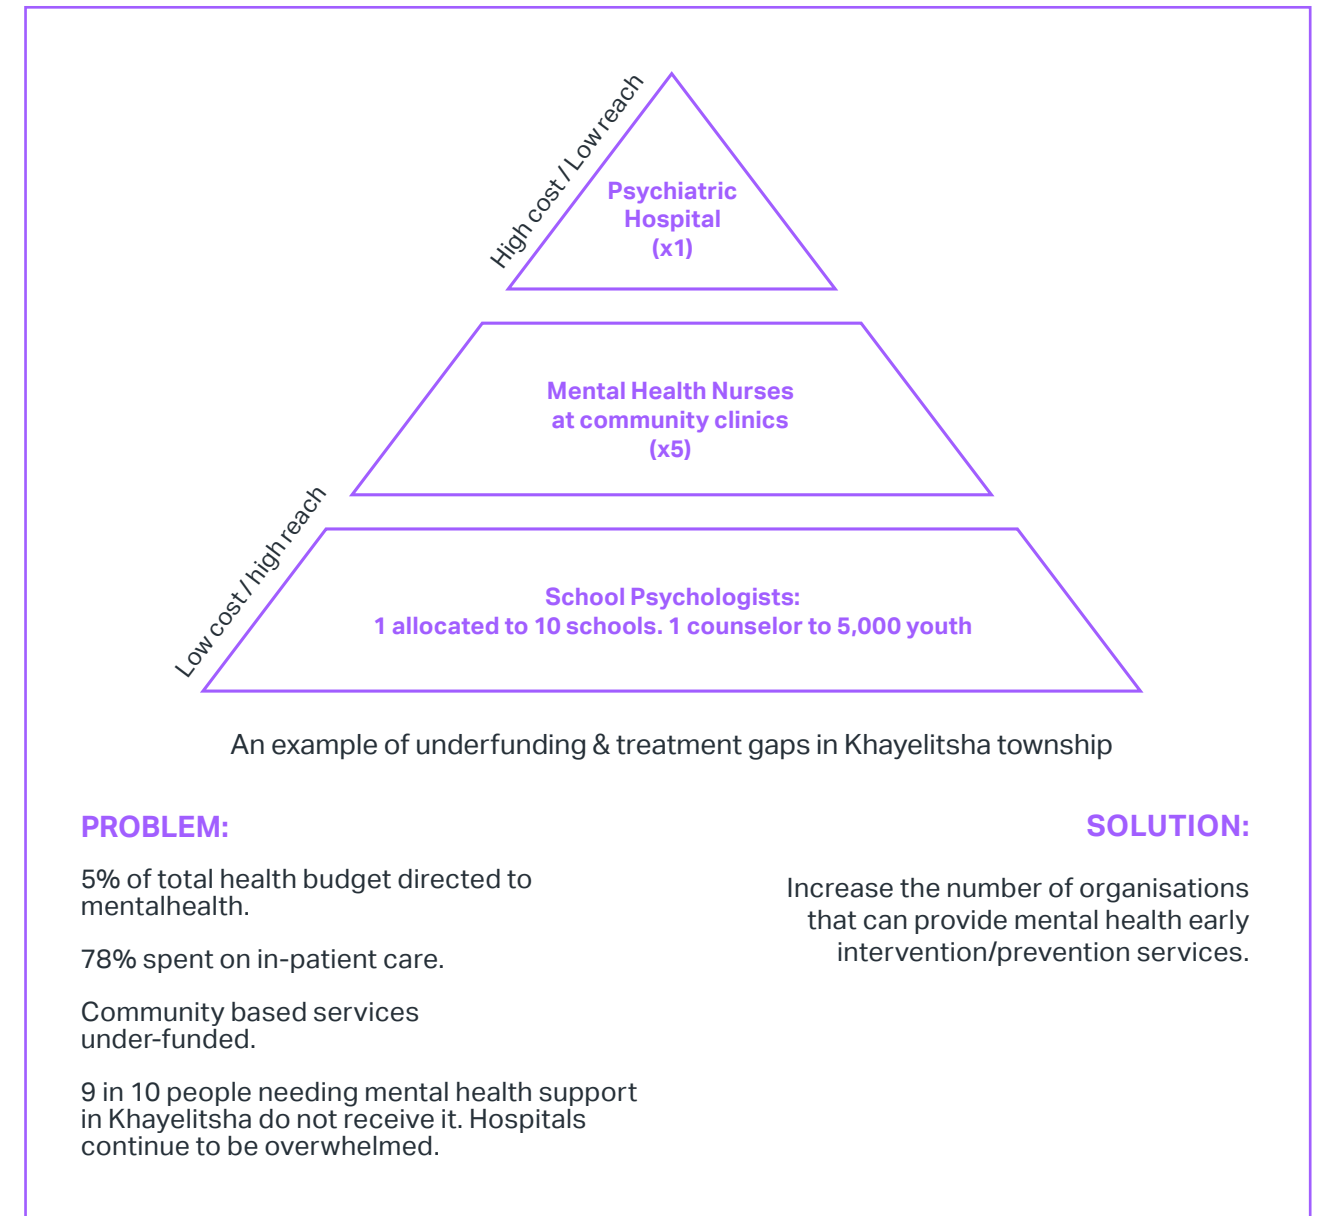 High cost / Low reach
Psychiatric
Hospital
(x1)
Mental Health Nurses
at community clinics
(x5)
Low cost / high reach
School Psychologists:
1 allocated to 10 schools. 1 counselor to 5,000 youth
An example of underfunding & treatment gaps in Khayelitsha township
PROBLEM:
5% of total health budget directed to
mentalhealth.
78% spent on in-patient care.
Community based services
under-funded.
9 in 10 people needing mental health support
in Khayelitsha do not receive it. Hospitals
continue to be overwhelmed.
SOLUTION:
Increase the number of organisations
that can provide mental health early
intervention/prevention services.